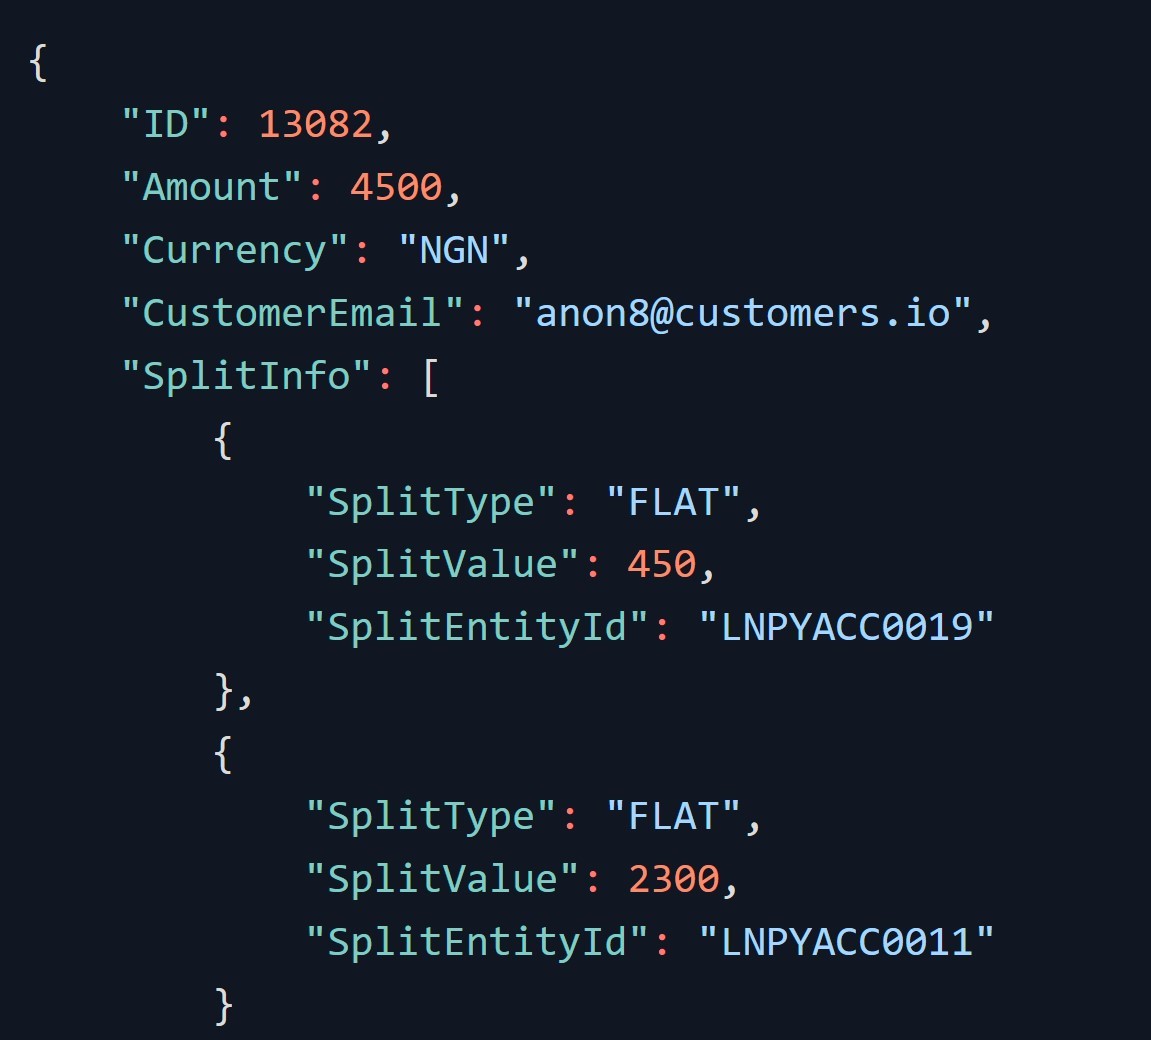 {
"ID": 13082,
"Amount": 4500,
"Currency": "NGN",
"CustomerEmail": "anon8@customers.io",
"SplitInfo": [
{
"SplitType": "FLAT",
"SplitValue": 450,
"SplitEntityId": "LNPYACC0019"
},
{
"SplitType": "FLAT",
"SplitValue": 2300,
"SplitEntityId": "LNPYACC0011"
}